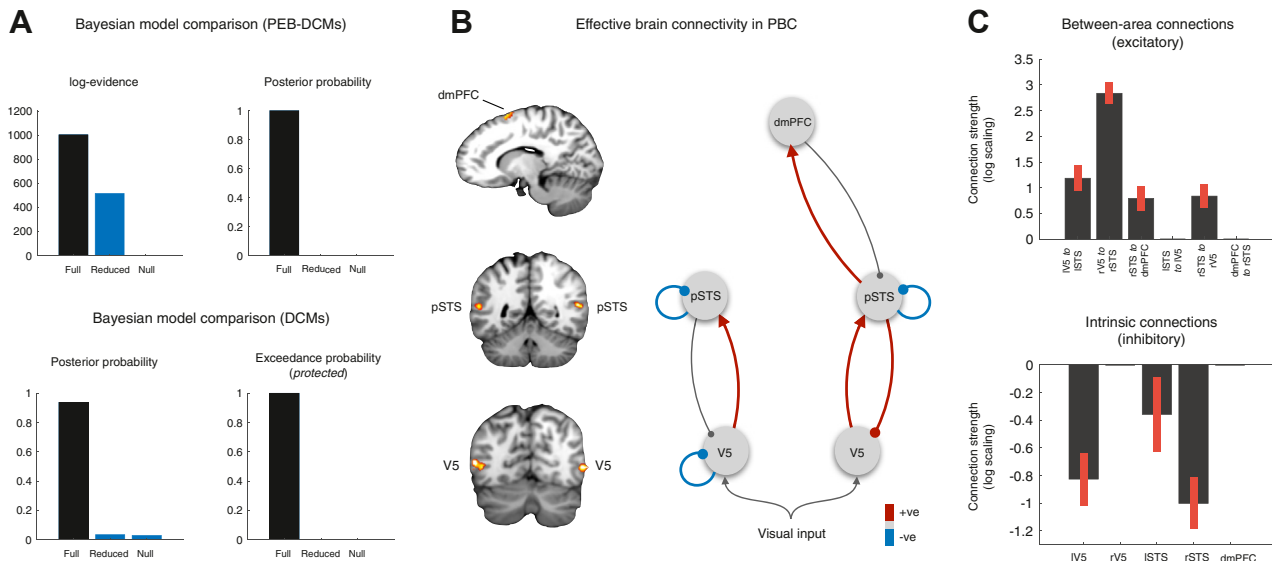 A
Bayesian model comparison (PEB-DCMs)
log-evidence
1200
1000
800
600
400
200
0
Full Reduced Null
Posterior probability
1
0.8
0.6
0.4
0.2
0
Full Reduced Null
Bayesian model comparison (DCMs)
Posterior probability
1
0.8
0.6
0.4
0.2
0
Full Reduced Null
Exceedance probability
(protected)
1
0.8
0.6
0.4
0.2
0
Full Reduced Null
B
Effective brain connectivity in PBC
dmPFC
pSTS pSTS
V5 V5
dmPFC
pSTS pSTS
V5 V5
Visual input
+ve
-ve
C
Between-area connections
(excitatory)
Connection strength
(log scaling)
3.5
3
2.5
2
1.5
1
0.5
0
lV5 to
lSTS
rV5 to
rSTS
rSTS to
dmPFC
lSTS
to lV5
rSTS to
rV5
dmPFC
to rSTS
Intrinsic connections
(inhibitory)
Connection strength
(log scaling)
0
-0.2
-0.4
-0.6
-0.8
-1
-1.2
lV5 rV5 lSTS rSTS dmPFC